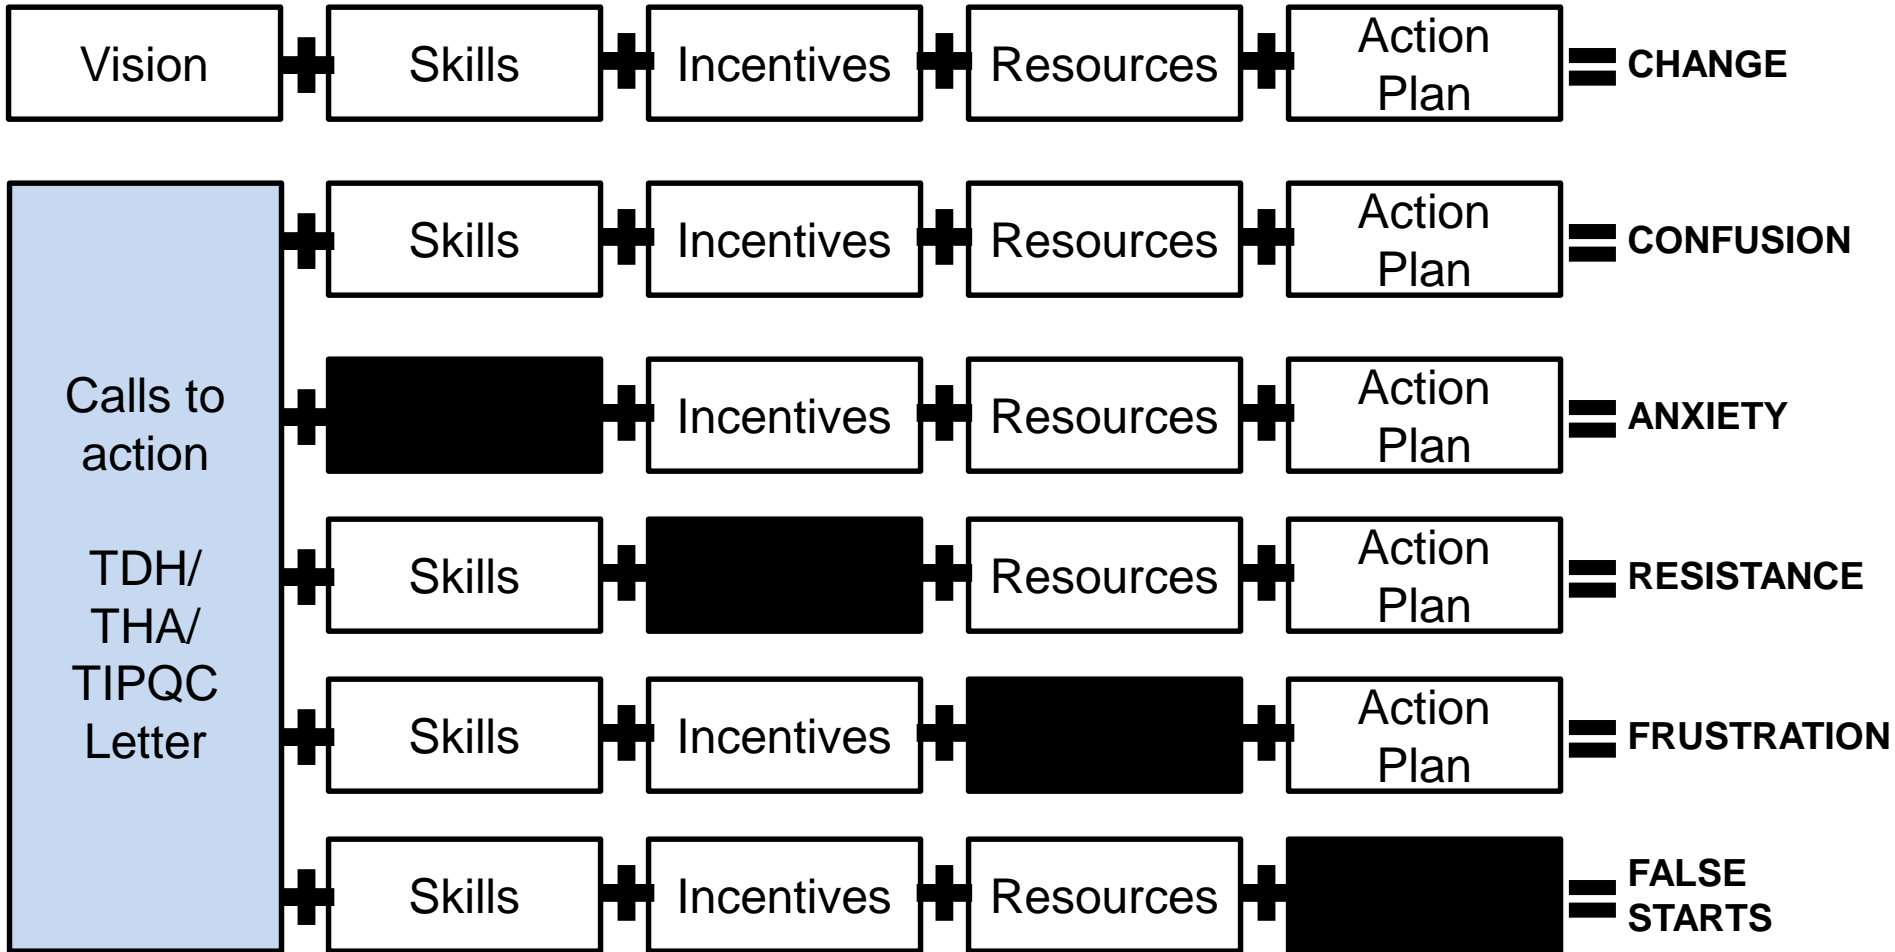 Vision
Skills
Incentives
Resources
Action
Plan
CHANGE
Calls to
action
TDH/
THA/
TIPQC
Letter
Skills
Incentives
Resources
Action
Plan
CONFUSION
Incentives
Resources
Action
Plan
ANXIETY
Skills
Resources
Action
Plan
RESISTANCE
Skills
Incentives
Action
Plan
FRUSTRATION
Skills
Incentives
Resources
FALSE
STARTS